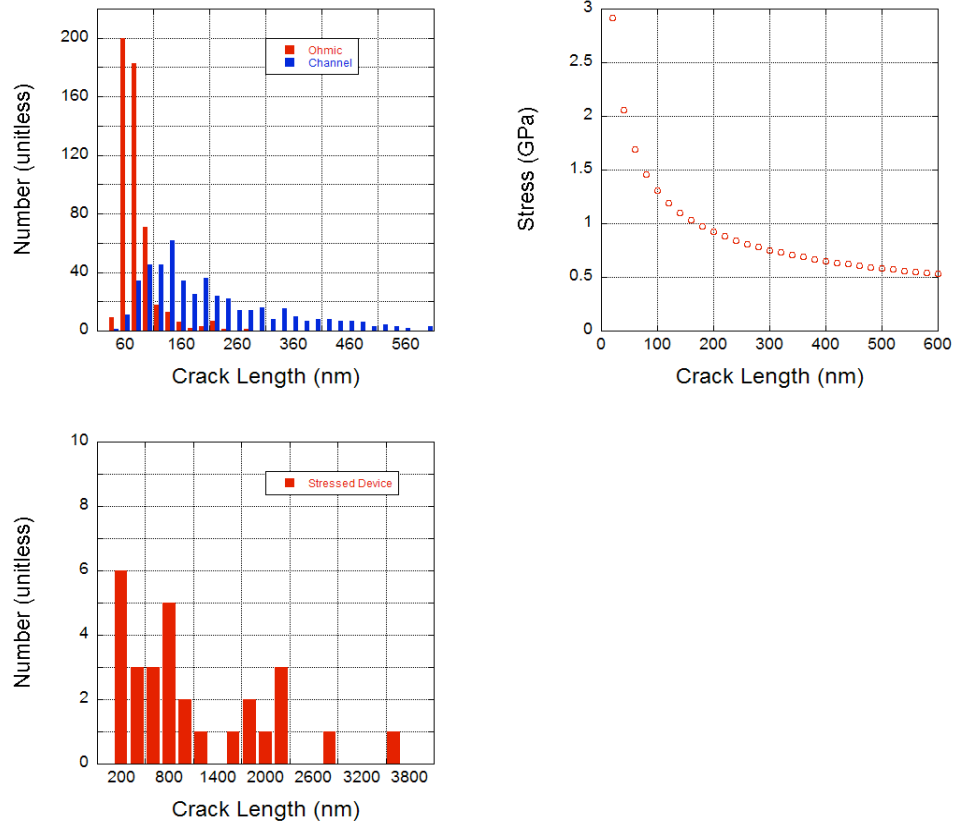 200
160
120
80
40
0
Number (unitless)
Ohmic
Channel
60 160 260 360 460 560
Crack Length (nm)
3
2.5
2
1.5
1
0.5
0
Stress (GPa)
0 100 200 300 400 500 600
Crack Length (nm)
10
8
6
4
2
0
Number (unitless)
Stressed Device
200 800 1400 2000 2600 3200 3800
Crack Length (nm)